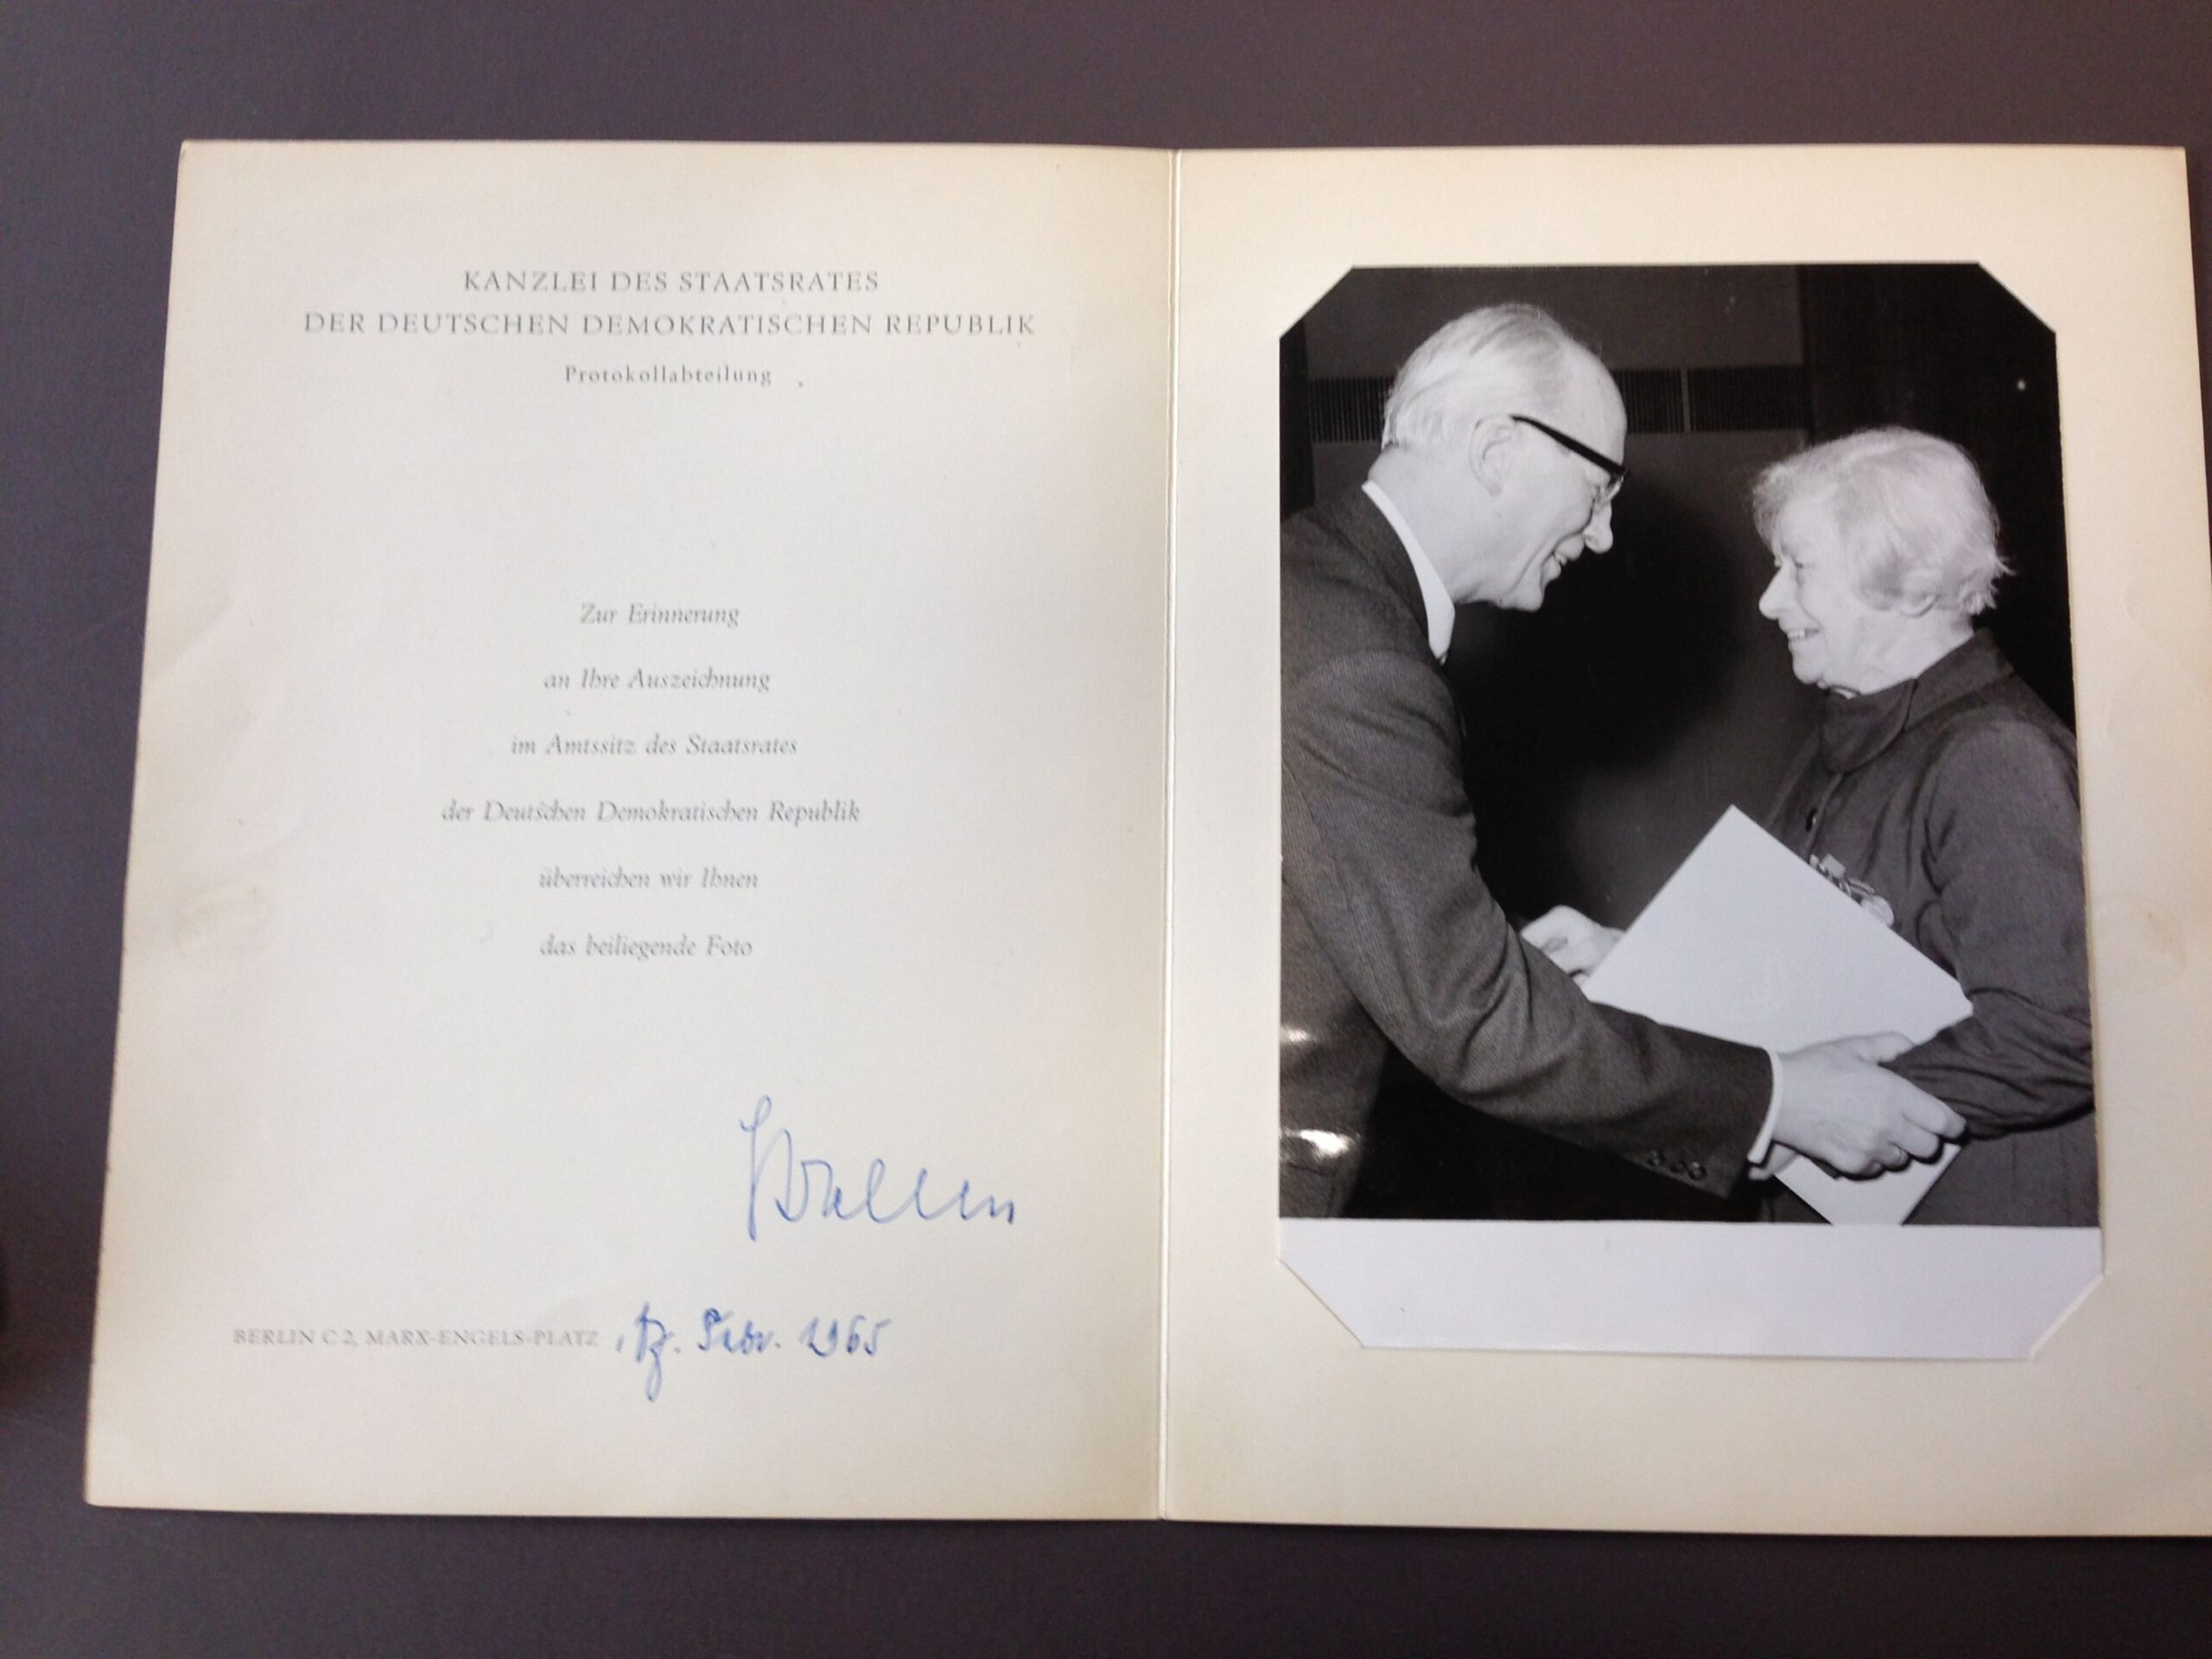 KANZLEI DES STAATSRATES
DER DEUTSCHEN DEMOKRATISCHEN REPUBLIK
Protokollabteilung
Zur Erinnerung
an Ihre Auszeichnung
im Amtssitz des Staatsrates
der Deutschen Demokratischen Republik
überreichen wir Ihnen
das beiliegende Foto
BERLIN C 2, MARX-ENGELS-PLATZ Febr. 1965